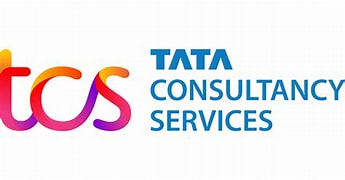 tcs
TATA
CONSULTANCY
SERVICES